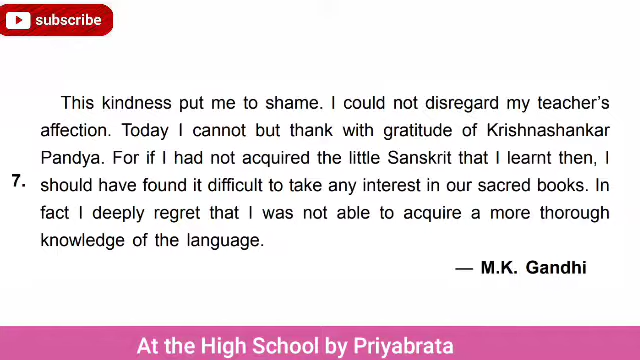 subscribe
This kindness put me to shame. I could not disregard my teacher's
affection. Today I cannot but thank with gratitude of Krishnashankar
Pandya. For if I had not acquired the little Sanskrit that I learnt then, I
7. should have found it difficult to take any interest in our sacred books. In
fact I deeply regret that I was not able to acquire a more thorough
knowledge of the language.
— M.K. Gandhi
At the High School by Priyabrata